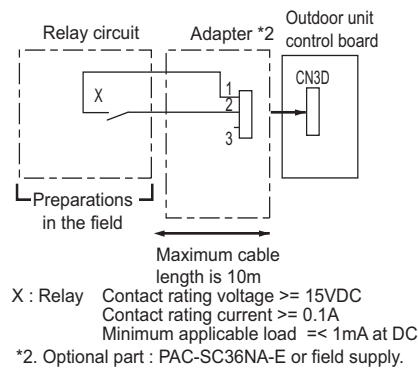 Relay circuit
Adapter *2
Outdoor unit
control board
CN3D
X
1
2
3
Preparations
in the field
Maximum cable
length is 10m
X : Relay Contact rating voltage >= 15VDC
Contact rating current >= 0.1A
Minimum applicable load =< 1mA at DC
*2. Optional part : PAC-SC36NA-E or field supply.